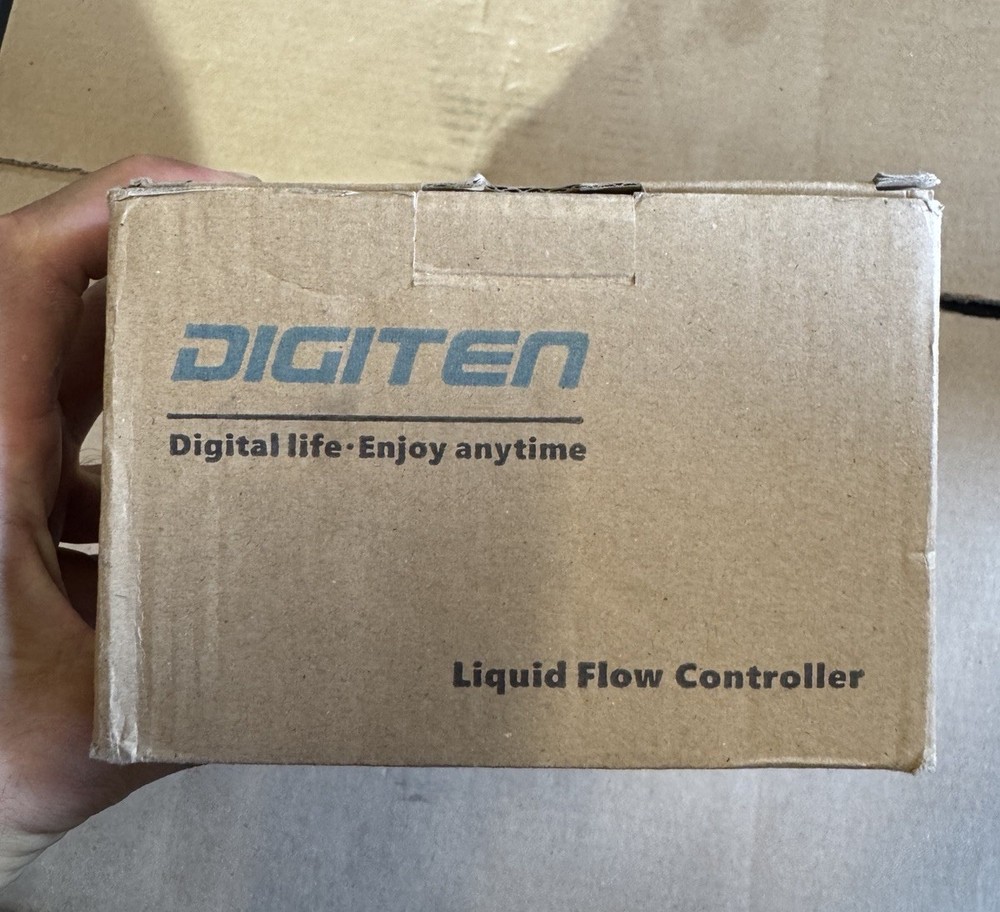 DIGITEN
Digital life·Enjoy anytime
Liquid Flow Controller